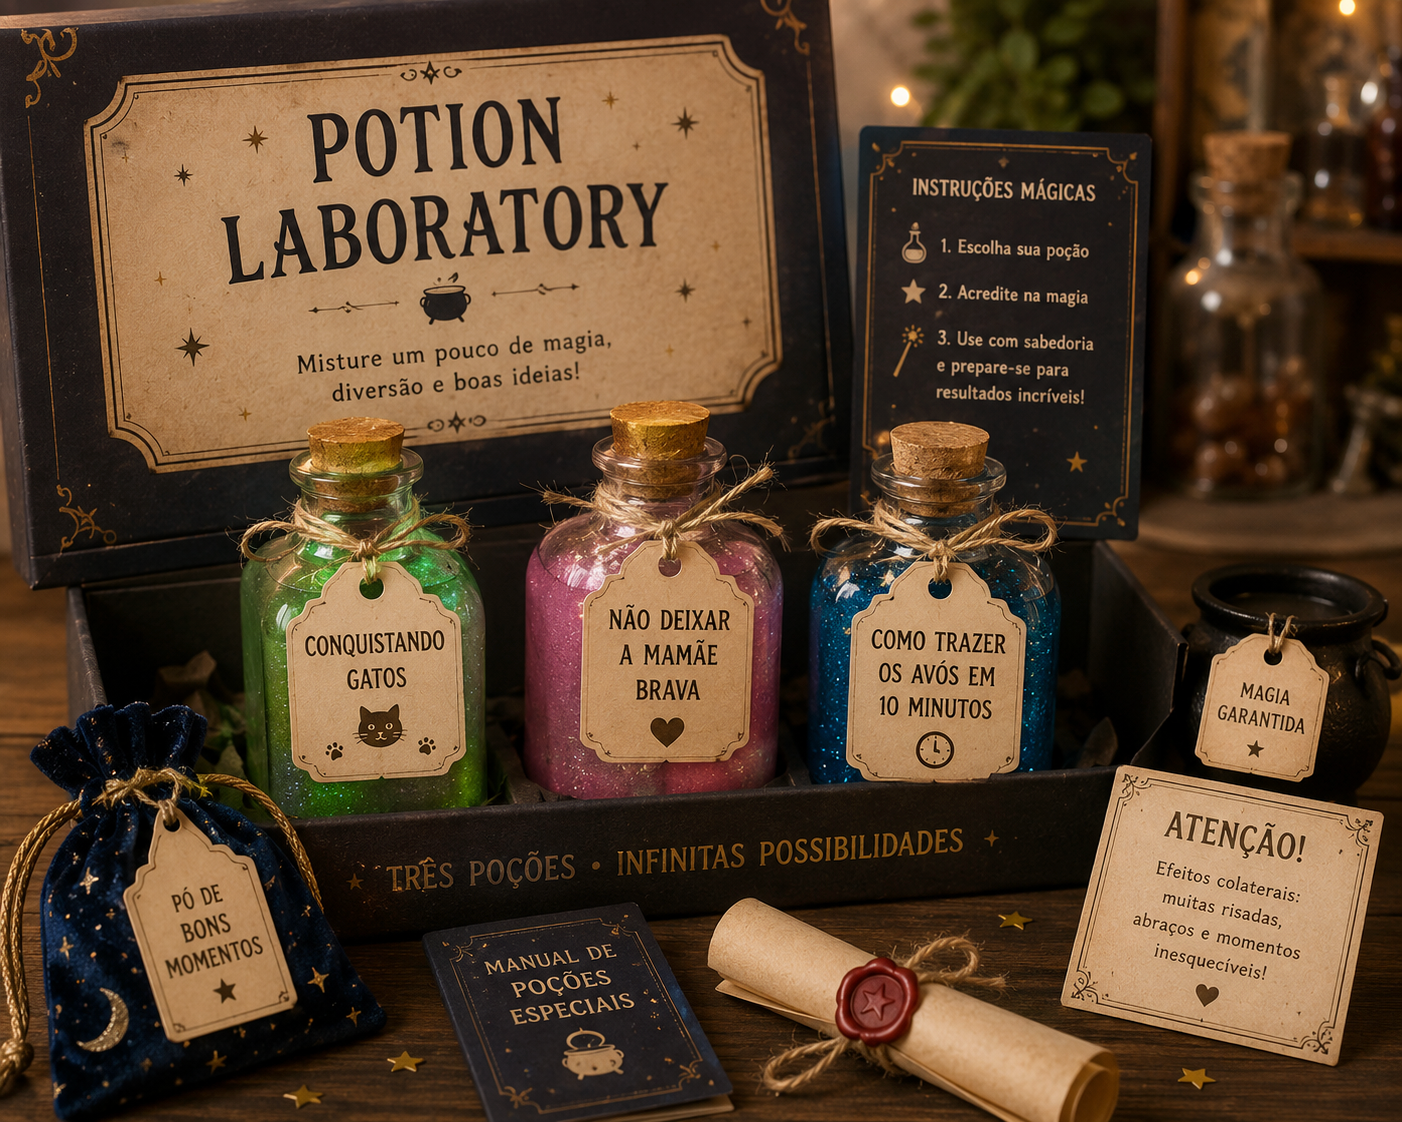 POTION
LABORATORY
Misture um pouco de magia,
diversão e boas ideias!
INSTRUÇÕES MÁGICAS
1. Escolha sua poção
2. Acredite na magia
3. Use com sabedoria
e prepare-se para
resultados incríveis!
CONQUISTANDO
GATOS
NÃO DEIXAR
A MAMÃE
BRAVA
COMO TRAZER
OS AVÓS EM
10 MINUTOS
MAGIA
GARANTIDA
TRÊS POÇÕES • INFINITAS POSSIBILIDADES
PÓ DE
BONS
MOMENTOS
MANUAL DE
POÇÕES
ESPECIAIS
ATENÇÃO!
Efeitos colaterais:
muitas risadas,
abraços e momentos
inesquecíveis!